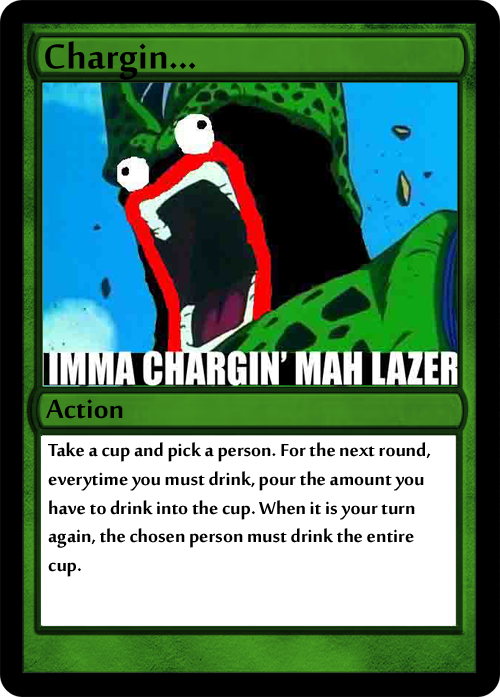 Chargin...
IMMA CHARGIN' MAH LAZER
Action
Take a cup and pick a person. For the next round,
everytime you must drink, pour the amount you
have to drink into the cup. When it is your turn
again, the chosen person must drink the entire
cup.